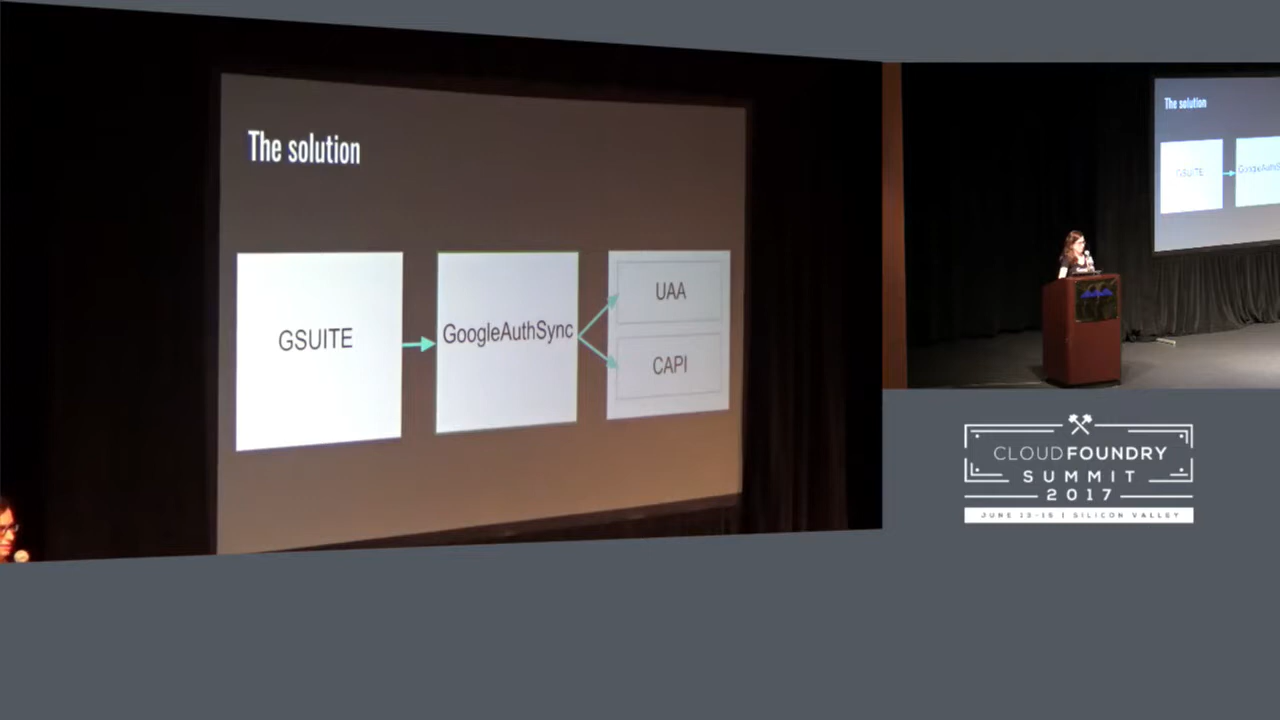 The solution
GSUITE
GoogleAuthSync
UAA
CAPI
The solution
GSUITE
CLOUDFOUNDRY
SUMMIT
2017
JUNE 13-15 | SILICON VALLEY